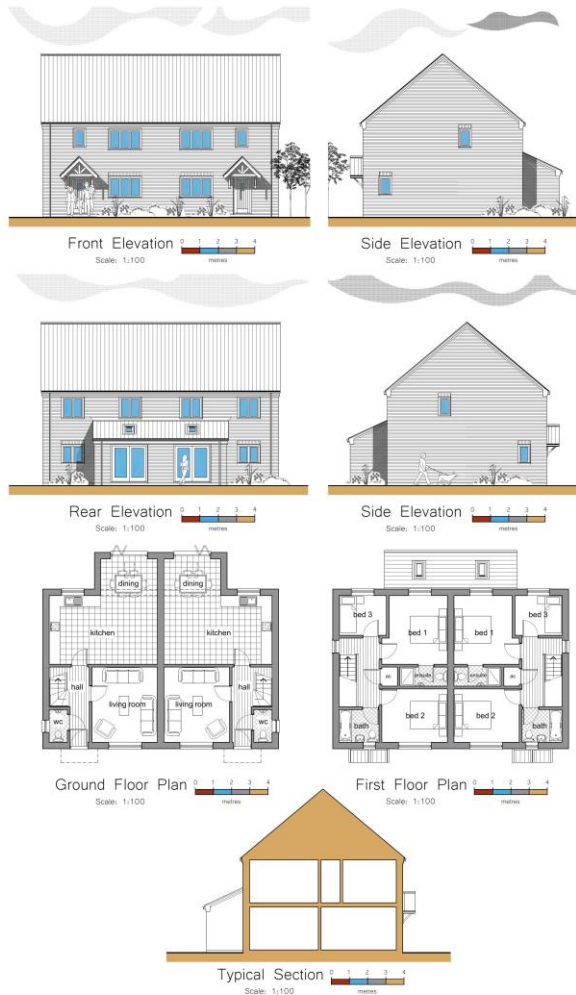 Front Elevation 0 1 2 3 4
Scale: 1:100 metres
Side Elevation 0 1 2 3 4
Scale: 1:100 metres
Rear Elevation 0 1 2 3 4
Scale: 1:100 metres
Side Elevation 0 1 2 3 4
Scale: 1:100 metres
dining dining
kitchen kitchen
hall hall
living room living room
wc wc
Ground Floor Plan 0 1 2 3 4
Scale: 1:100 metres
bed 3 bed 3
bed 1 bed 1
ensuite ensuite
bath bed 2 bed 2 bath
First Floor Plan 0 1 2 3 4
Scale: 1:100 metres
Typical Section 0 1 2 3 4
Scale: 1:100 metres